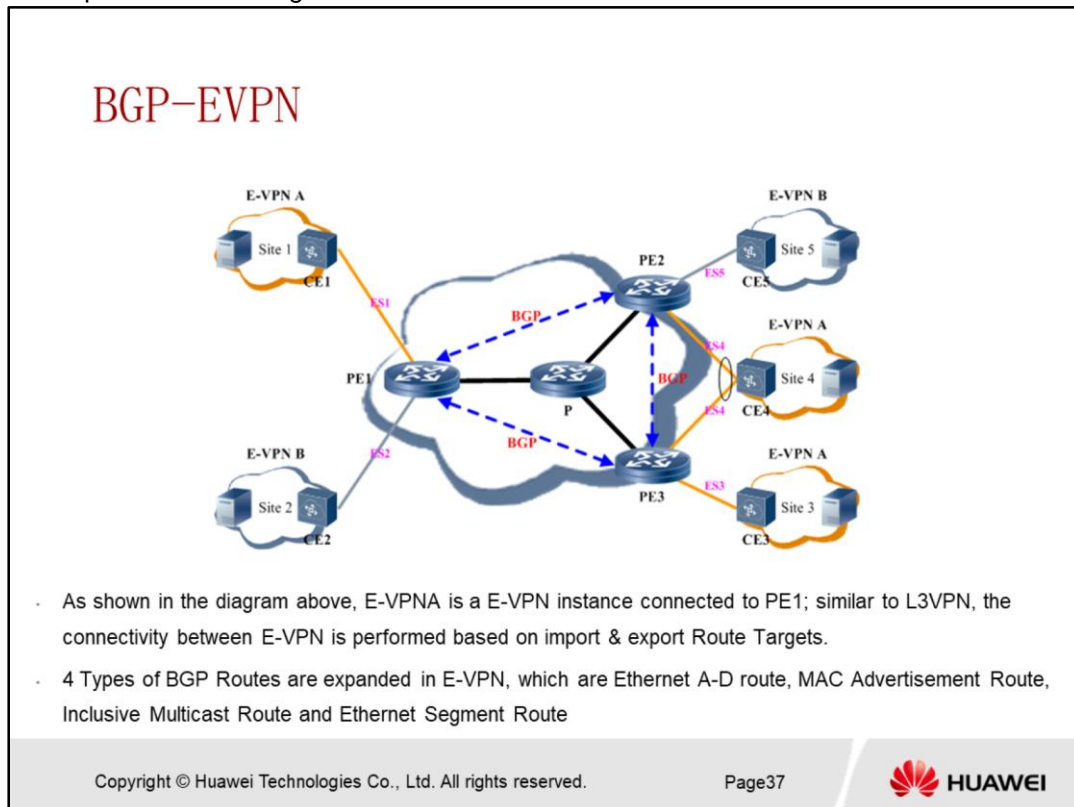 BGP-EVPN
E-VPN A
Site 1
CE1
ES1
E-VPN B
Site 5
CE5
ES5
PE2
BGP
E-VPN A
Site 4
CE4
ES4
ES4
BGP
PE1
P
BGP
E-VPN B
Site 2
CE2
ES2
PE3
ES3
E-VPN A
Site 3
CE3
· As shown in the diagram above, E-VPNA is a E-VPN instance connected to PE1; similar to L3VPN, the
connectivity between E-VPN is performed based on import & export Route Targets.
· 4 Types of BGP Routes are expanded in E-VPN, which are Ethernet A-D route, MAC Advertisement Route,
Inclusive Multicast Route and Ethernet Segment Route
Copyright © Huawei Technologies Co., Ltd. All rights reserved.
Page37
HUAWEI